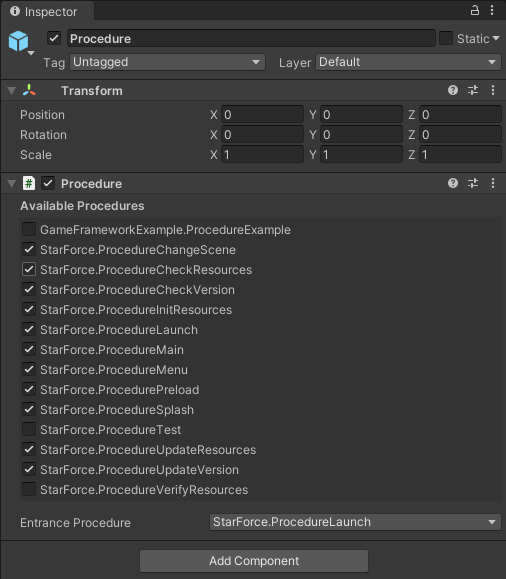 Inspector
Procedure Static
Tag Untagged Layer Default
Transform
Position X 0 Y 0 Z 0
Rotation X 0 Y 0 Z 0
Scale X 1 Y 1 Z 1
# Procedure
Available Procedures
GameFrameworkExample.ProcedureExample
StarForce.ProcedureChangeScene
StarForce.ProcedureCheckResources
StarForce.ProcedureCheckVersion
StarForce.ProcedureInitResources
StarForce.ProcedureLaunch
StarForce.ProcedureMain
StarForce.ProcedureMenu
StarForce.ProcedurePreload
StarForce.ProcedureSplash
StarForce.ProcedureTest
StarForce.ProcedureUpdateResources
StarForce.ProcedureUpdateVersion
StarForce.ProcedureVerifyResources
Entrance Procedure StarForce.ProcedureLaunch
Add Component